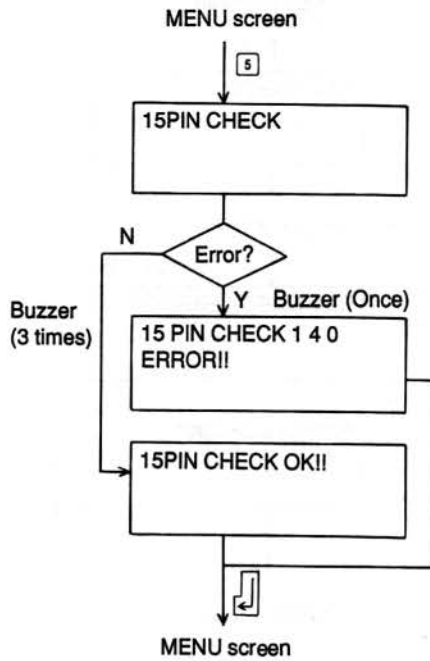 MENU screen
5
15PIN CHECK
N
Error?
Y
Buzzer (Once)
Buzzer
(3 times)
15 PIN CHECK 1 4 0
ERROR!!
15PIN CHECK OK!!
MENU screen